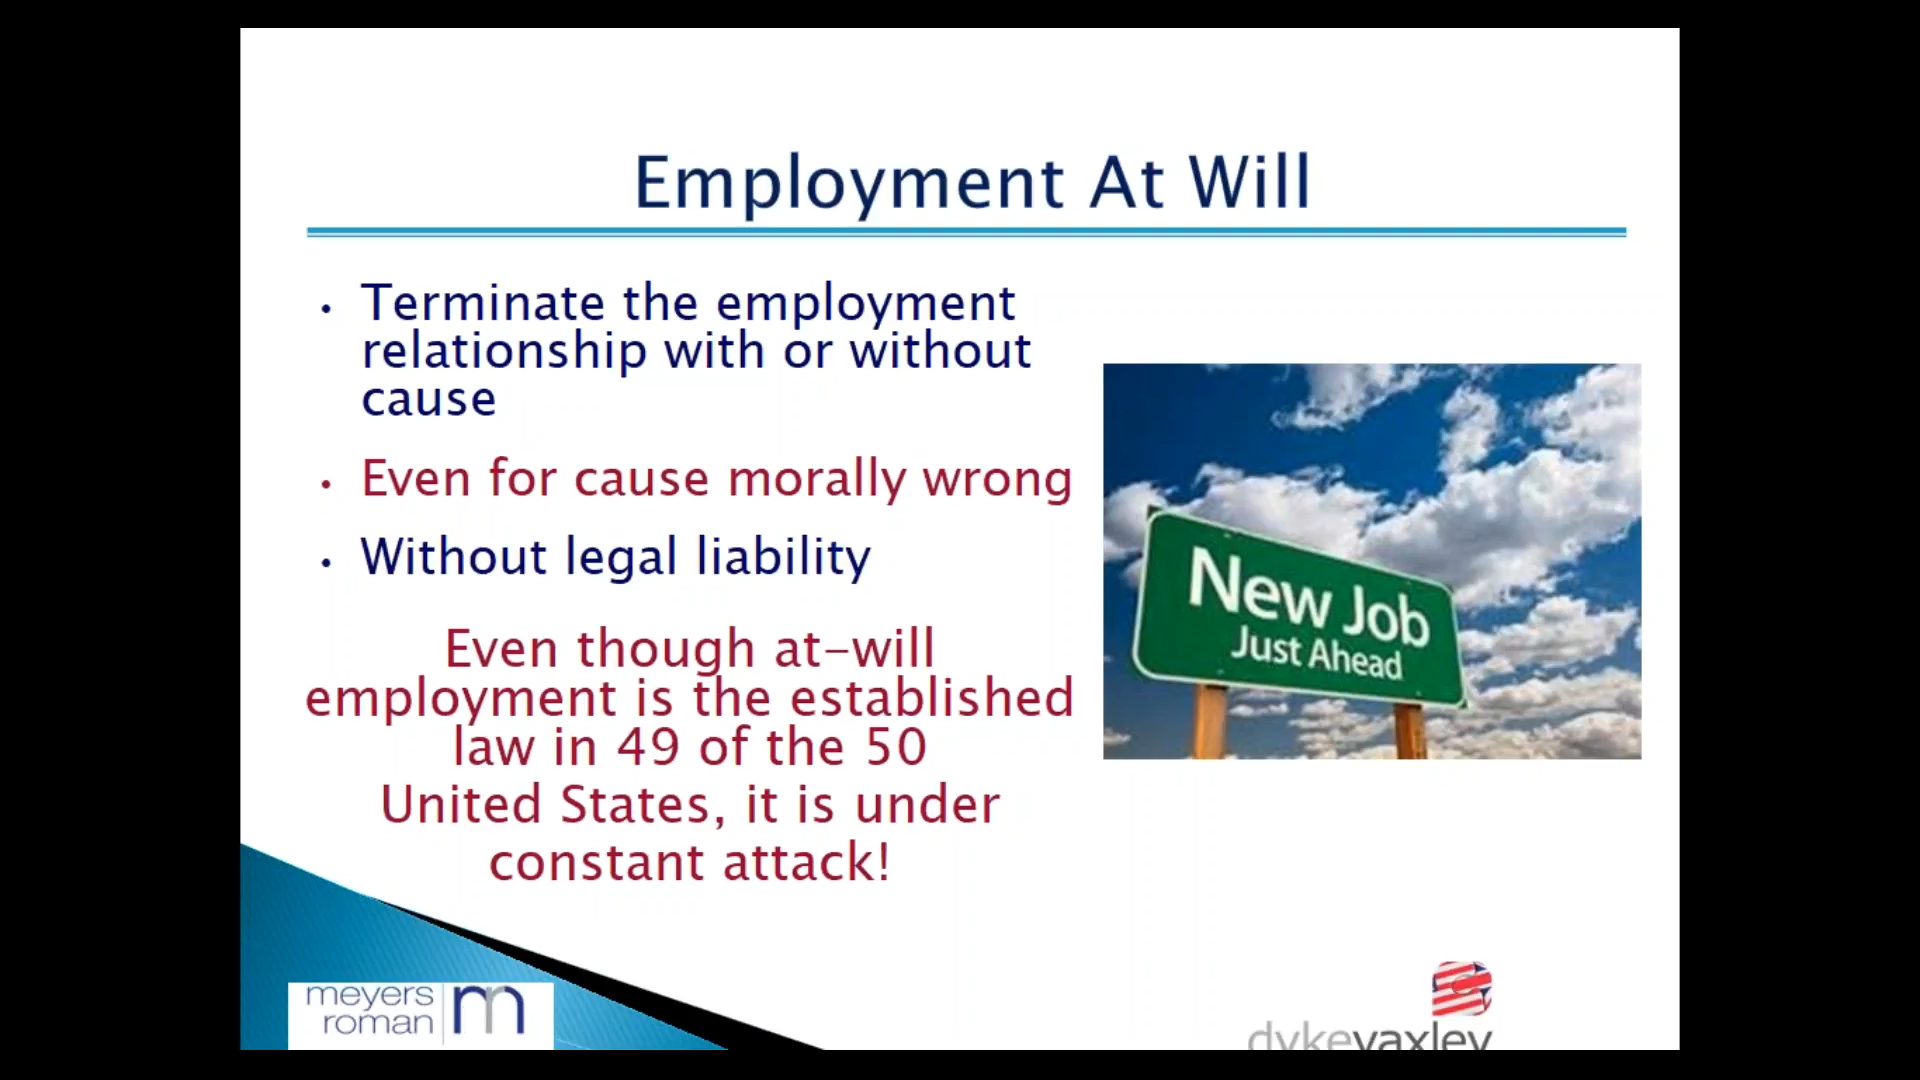 Employment At Will
• Terminate the employment
relationship with or without
cause
• Even for cause morally wrong
• Without legal liability
Even though at-will
employment is the established
law in 49 of the 50
United States, it is under
constant attack!
New Job
Just Ahead
meyers
roman
m
dykeyaxley